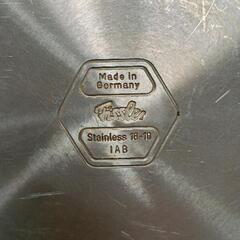 Made in
Germany
Fissler
Stainless 18-10
IAB